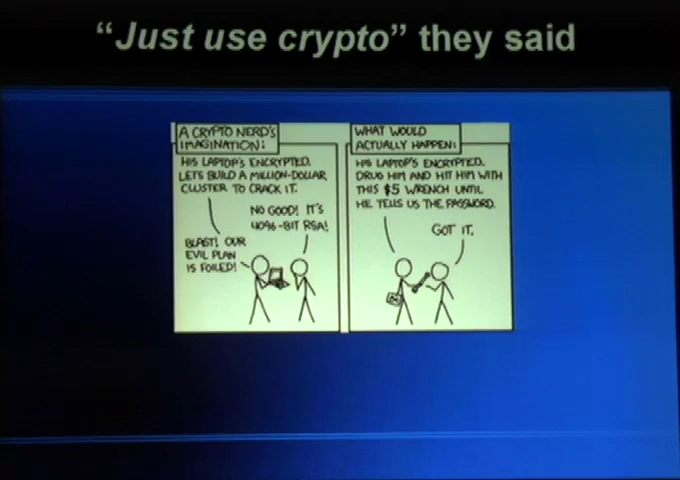 “Just use crypto” they said
A CRYPTO NERD'S
IMAGINATION:
HIS LAPTOP'S ENCRYPTED.
LETS BUILD A MILLION-DOLLAR
CLUSTER TO CRACK IT.
NO GOOD! IT'S
4096-BIT RSA!
BLAST! OUR
EVIL PLAN
IS FOILED!
WHAT WOULD
ACTUALLY HAPPEN:
HIS LAPTOP'S ENCRYPTED.
DRUG HIM AND HIT HIM WITH
THIS $5 WRENCH UNTIL
HE TELLS US THE PASSWORD.
GOT IT.